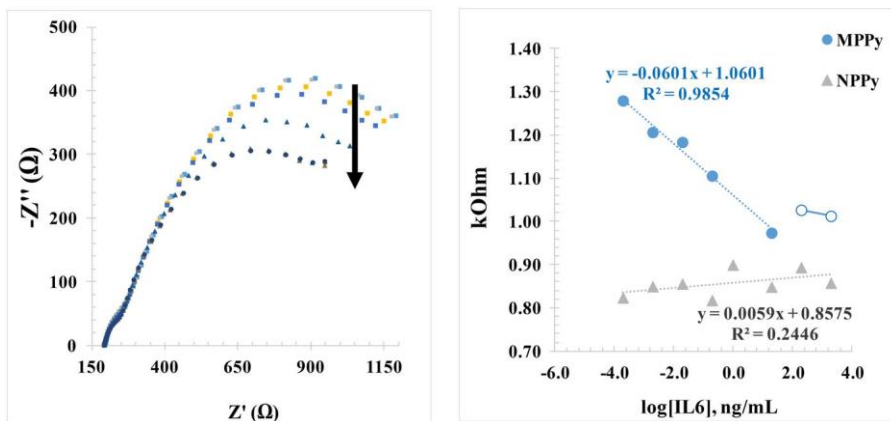 500
400
300
200
100
0
-Z'' (Ω)
150 400 650 900 1150
Z' (Ω)
1.40
1.30
1.20
1.10
1.00
0.90
0.80
0.70
kOhm
MPPy
NPPy
y = -0.0601x + 1.0601
R² = 0.9854
y = 0.0059x + 0.8575
R² = 0.2446
-6.0 -4.0 -2.0 0.0 2.0 4.0
log[IL6], ng/mL